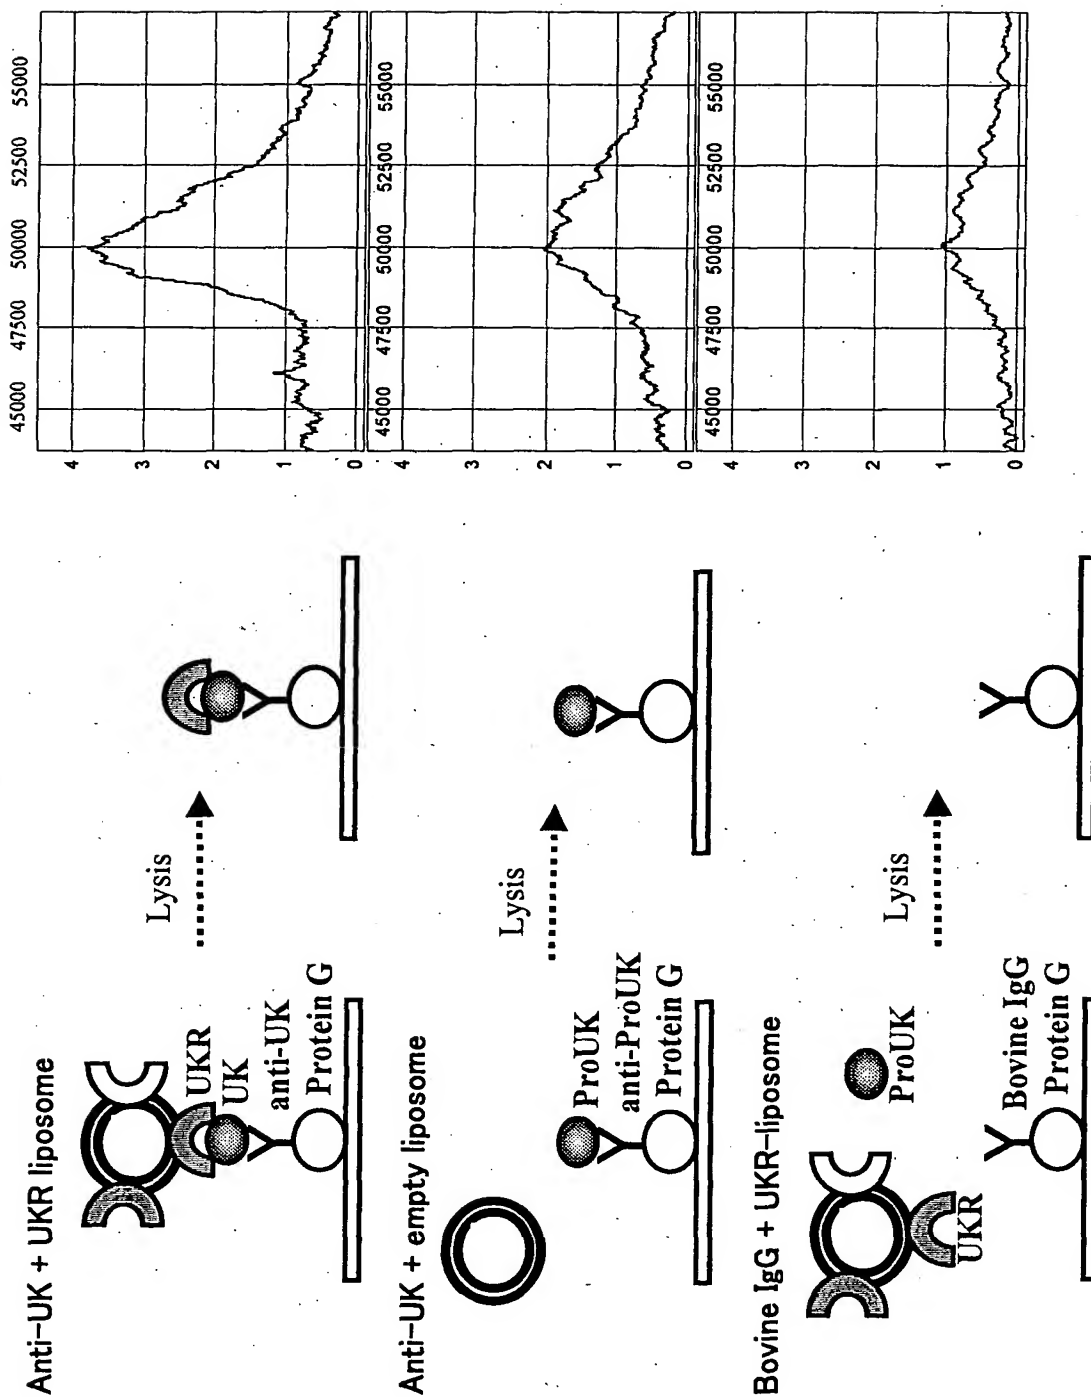 Anti-UK + UKR liposome
UKR
UK
anti-UK
Protein G
Lysis
45000 47500 50000 52500 55000
4
3
2
1
0
Anti-UK + empty liposome
ProUK
anti-ProUK
Protein G
Lysis
45000 47500 50000 52500 55000
4
3
2
1
0
Bovine IgG + UKR-liposome
UKR
ProUK
Bovine IgG
Protein G
Lysis
45000 47500 50000 52500 55000
4
3
2
1
0